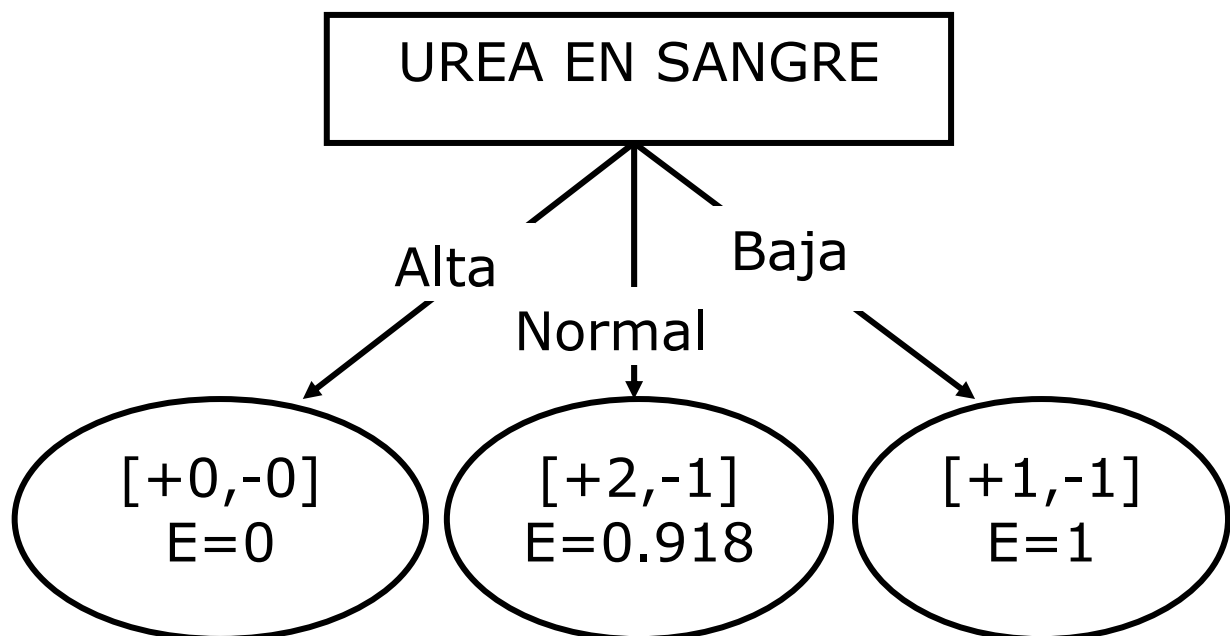 UREA EN SANGRE
Alta
Normal
Baja
[+0,-0]
E=0
[+2,-1]
E=0.918
[+1,-1]
E=1